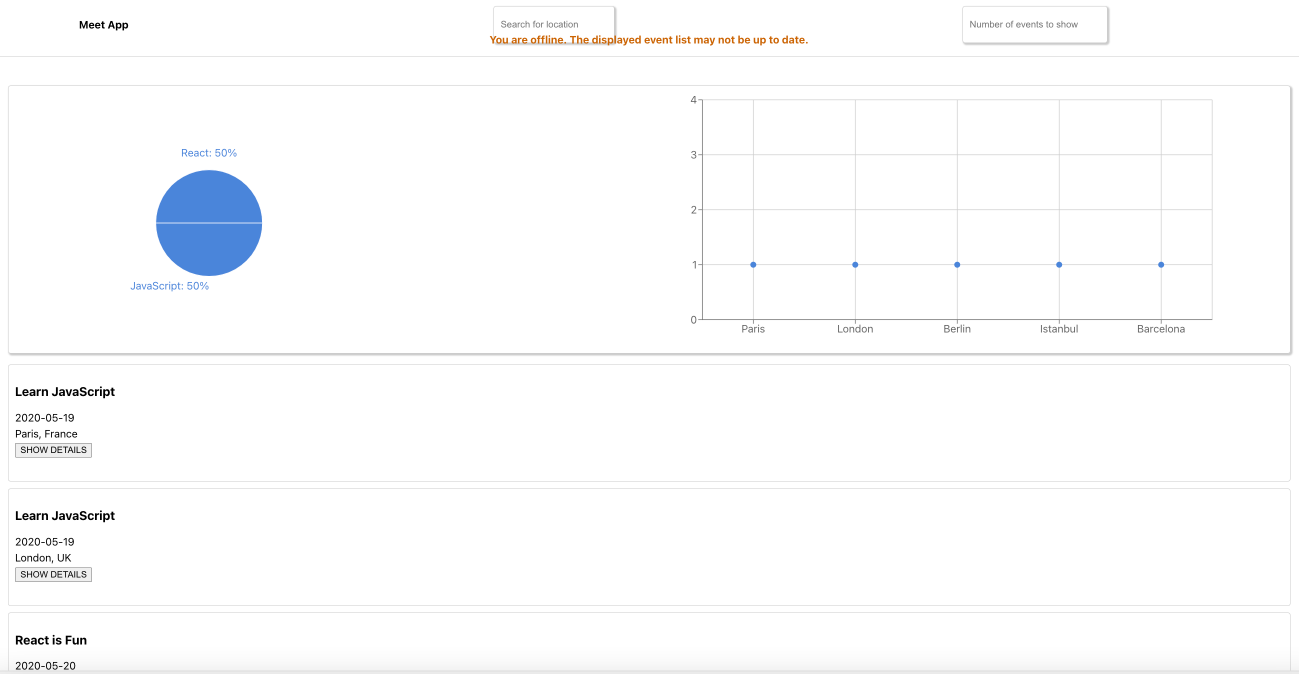 Meet App
Search for location
Number of events to show
You are offline. The displayed event list may not be up to date.
React: 50%
JavaScript: 50%
4
3
2
1
0
Paris London Berlin Istanbul Barcelona
Learn JavaScript
2020-05-19
Paris, France
SHOW DETAILS
Learn JavaScript
2020-05-19
London, UK
SHOW DETAILS
React is Fun
2020-05-20